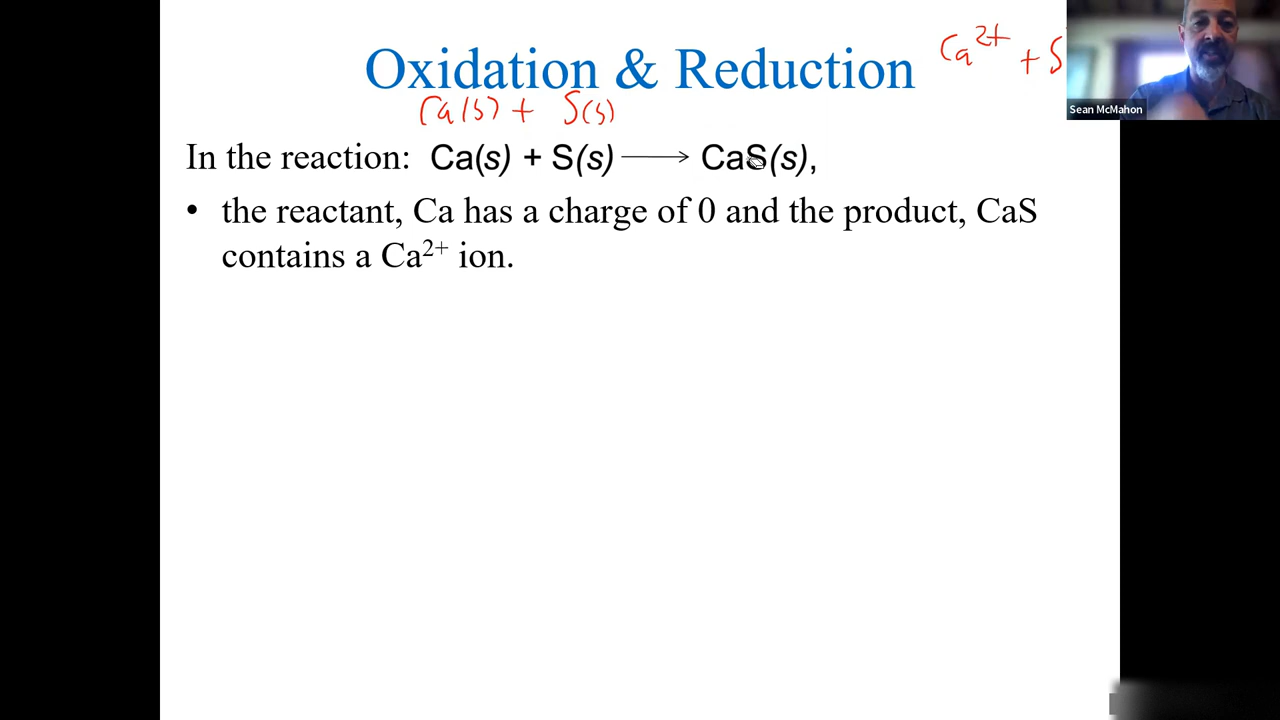 Oxidation & Reduction
Ca²⁺ + S
Ca(s) + S(s)
Sean McMahon
In the reaction: Ca(s) + S(s) ⟶ CaS(s),
• the reactant, Ca has a charge of 0 and the product, CaS
contains a Ca²⁺ ion.